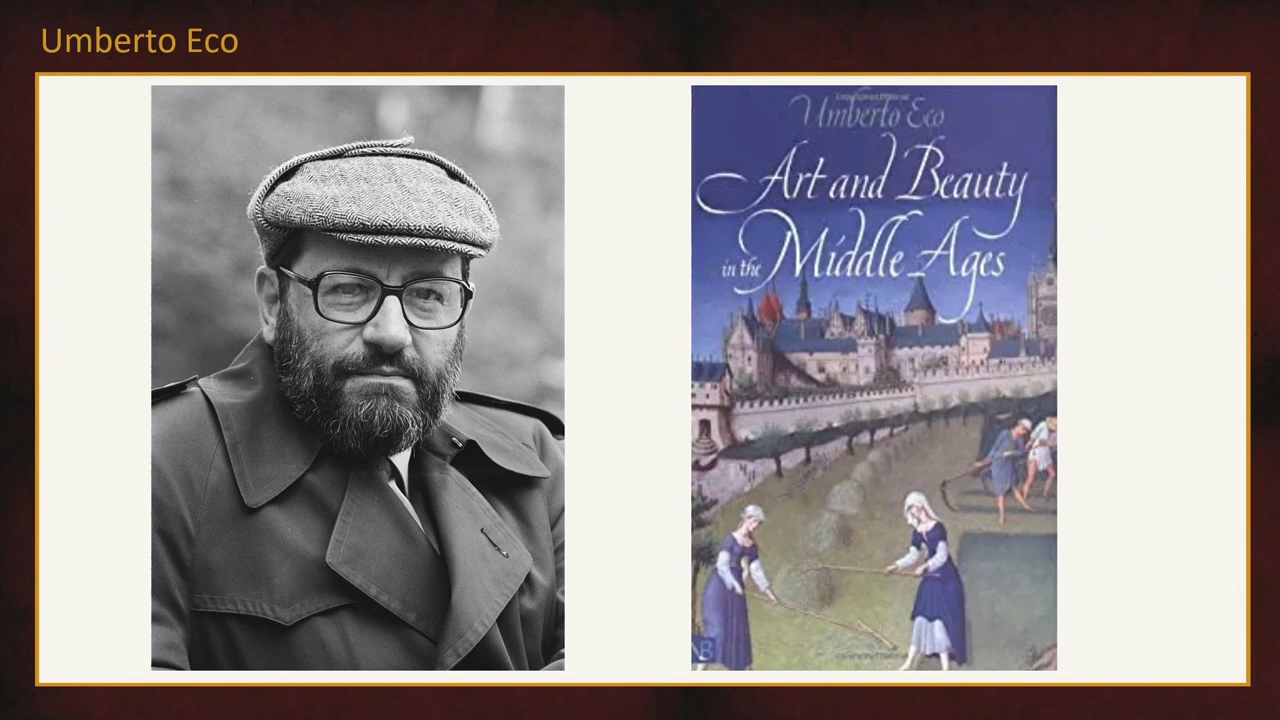 Umberto Eco
Umberto Eco
Art and Beauty
in the Middle Ages